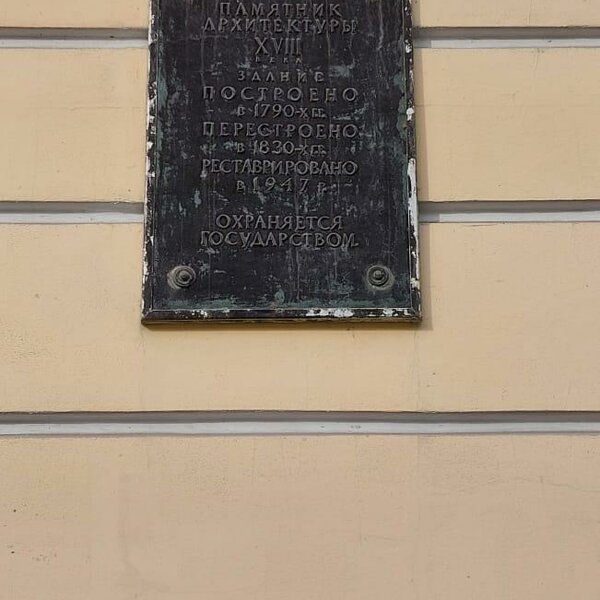 ПАМЯТНИК
АРХИТЕКТУРЫ
XVIII
ВЕКА
ЗДАНИЕ
ПОСТРОЕНО
в 1790-х гг.
ПЕРЕСТРОЕНО
в 1830-х гг.
РЕСТАВРИРОВАНО
в 1947 г.
ОХРАНЯЕТСЯ
ГОСУДАРСТВОМ.